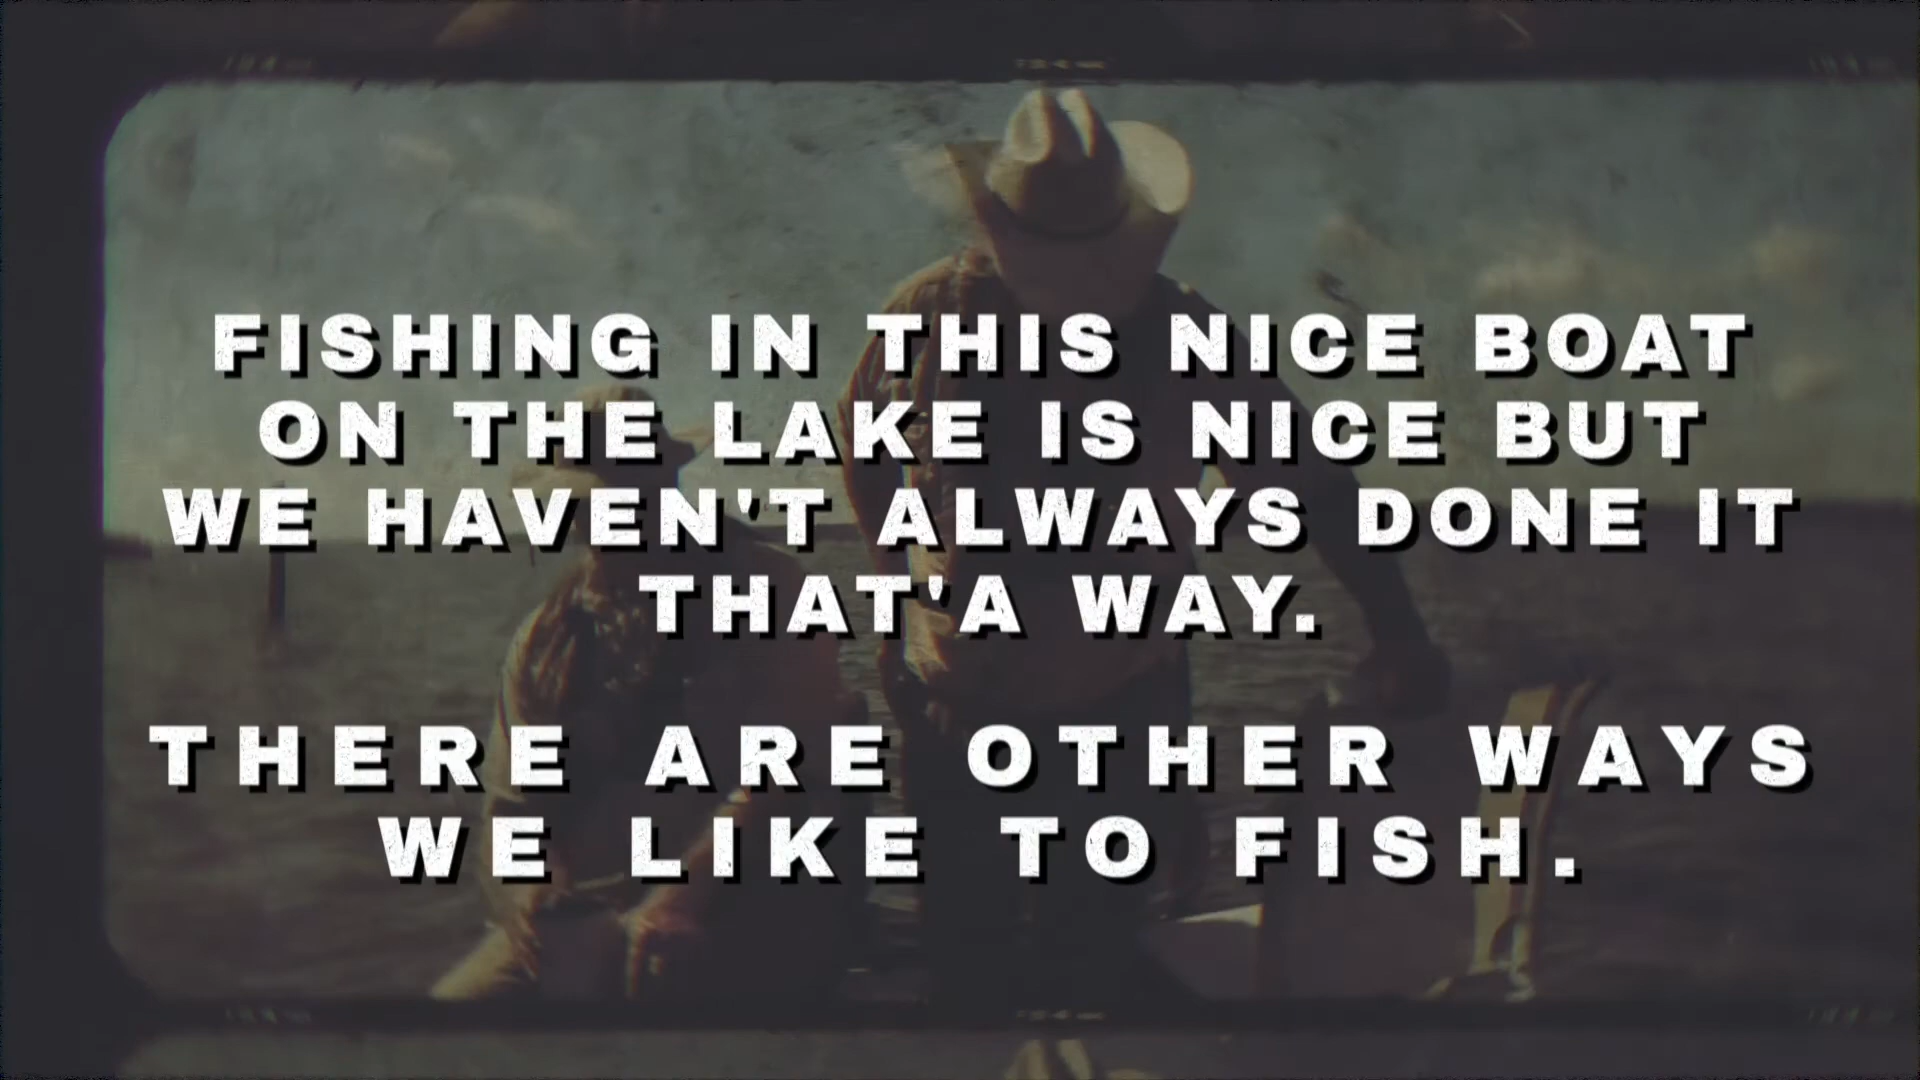 FISHING IN THIS NICE BOAT
ON THE LAKE IS NICE BUT
WE HAVEN'T ALWAYS DONE IT
THAT'A WAY.
THERE ARE OTHER WAYS
WE LIKE TO FISH.